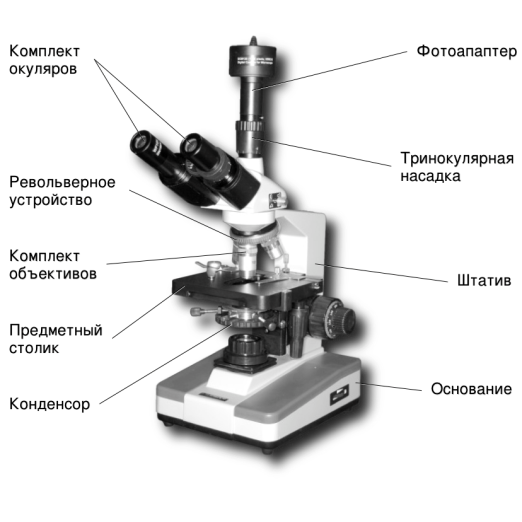 Комплект
окуляров
Револьверное
устройство
Комплект
объективов
Предметный
столик
Конденсор
Фотоапаптер
Тринокулярная
насадка
Штатив
Основание